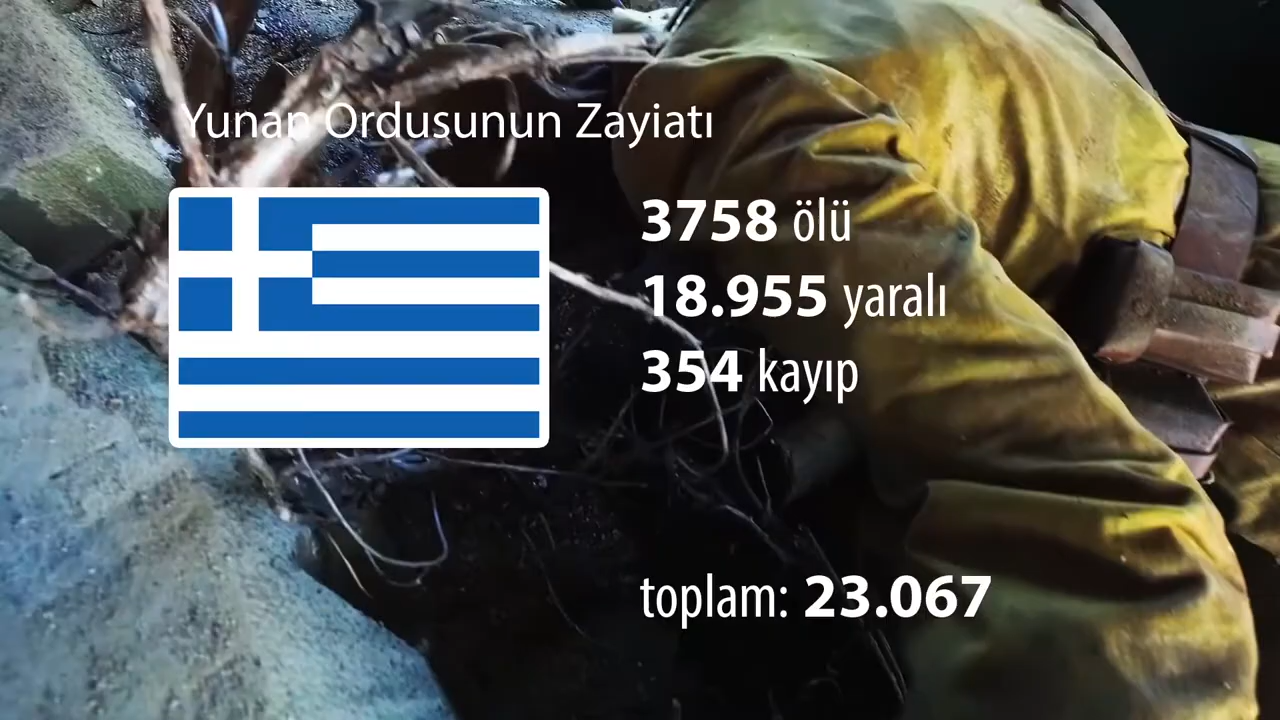 Yunan Ordusunun Zayiatı
3758 ölü
18.955 yaralı
354 kayıp
toplam: 23.067